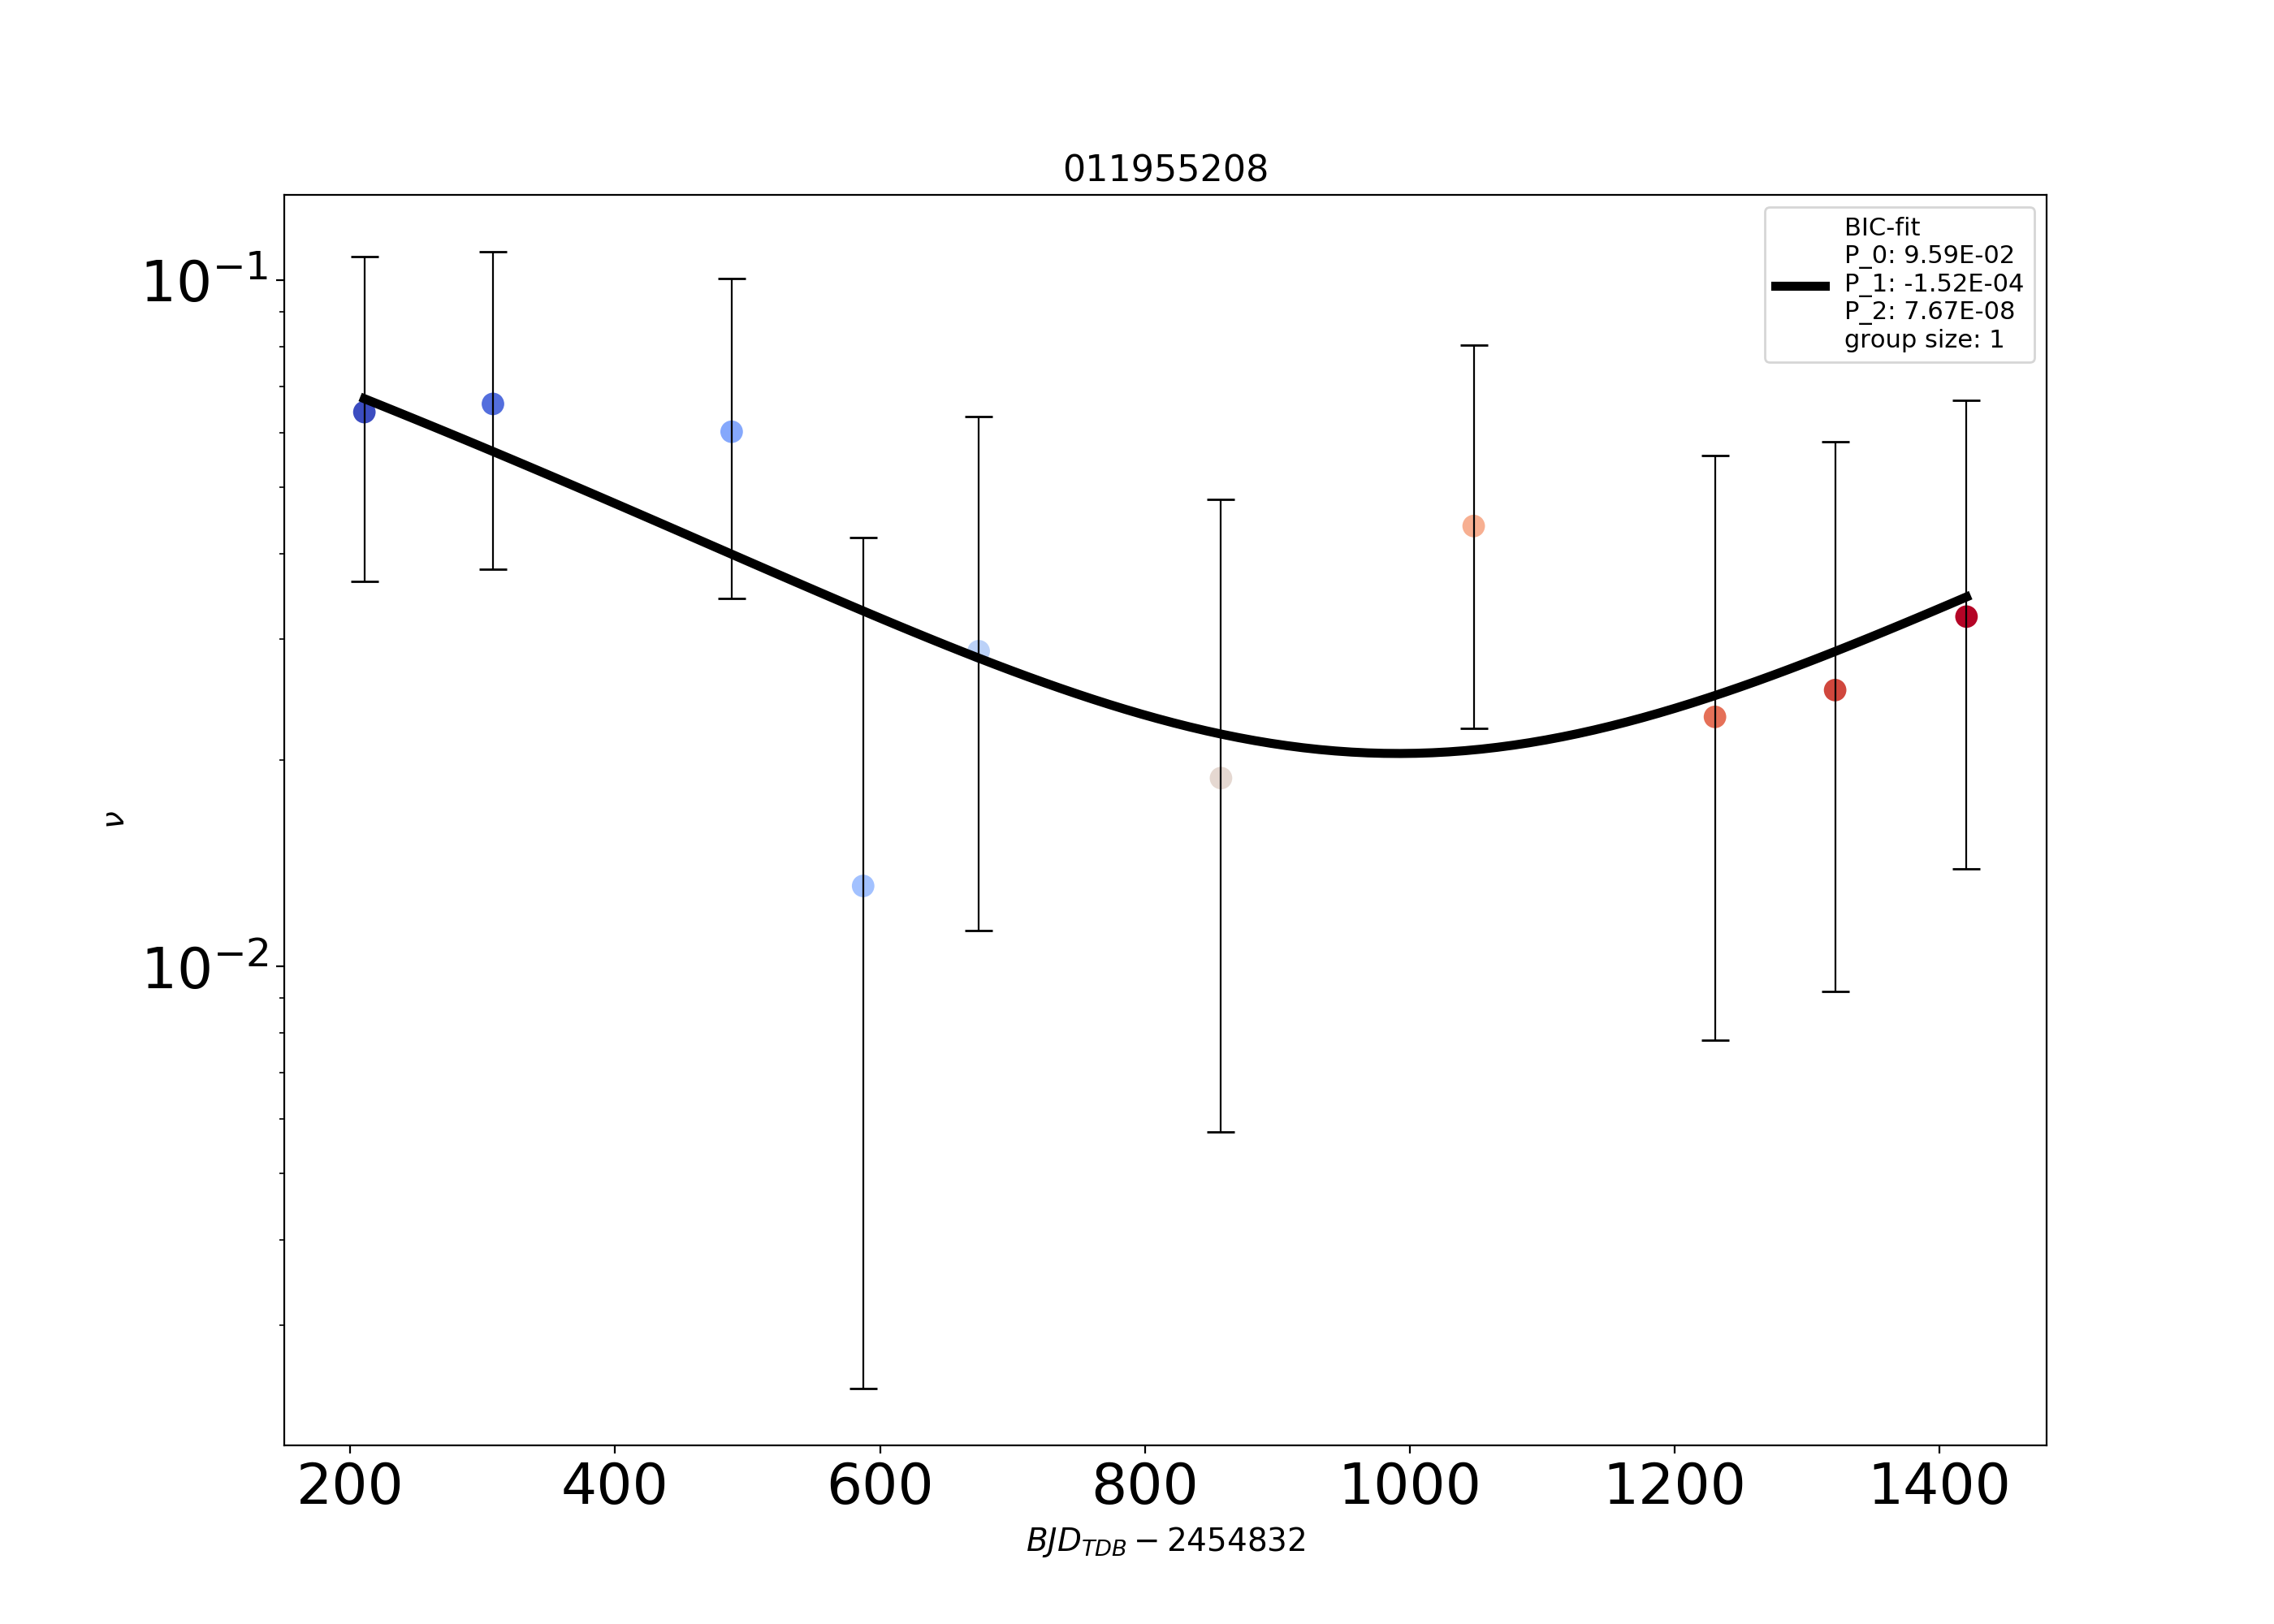 011955208
BIC-fit
P_0: 9.59E-02
P_1: -1.52E-04
P_2: 7.67E-08
group size: 1
10⁻¹
10⁻²
ν
200 400 600 800 1000 1200 1400
BJD_TDB − 2454832